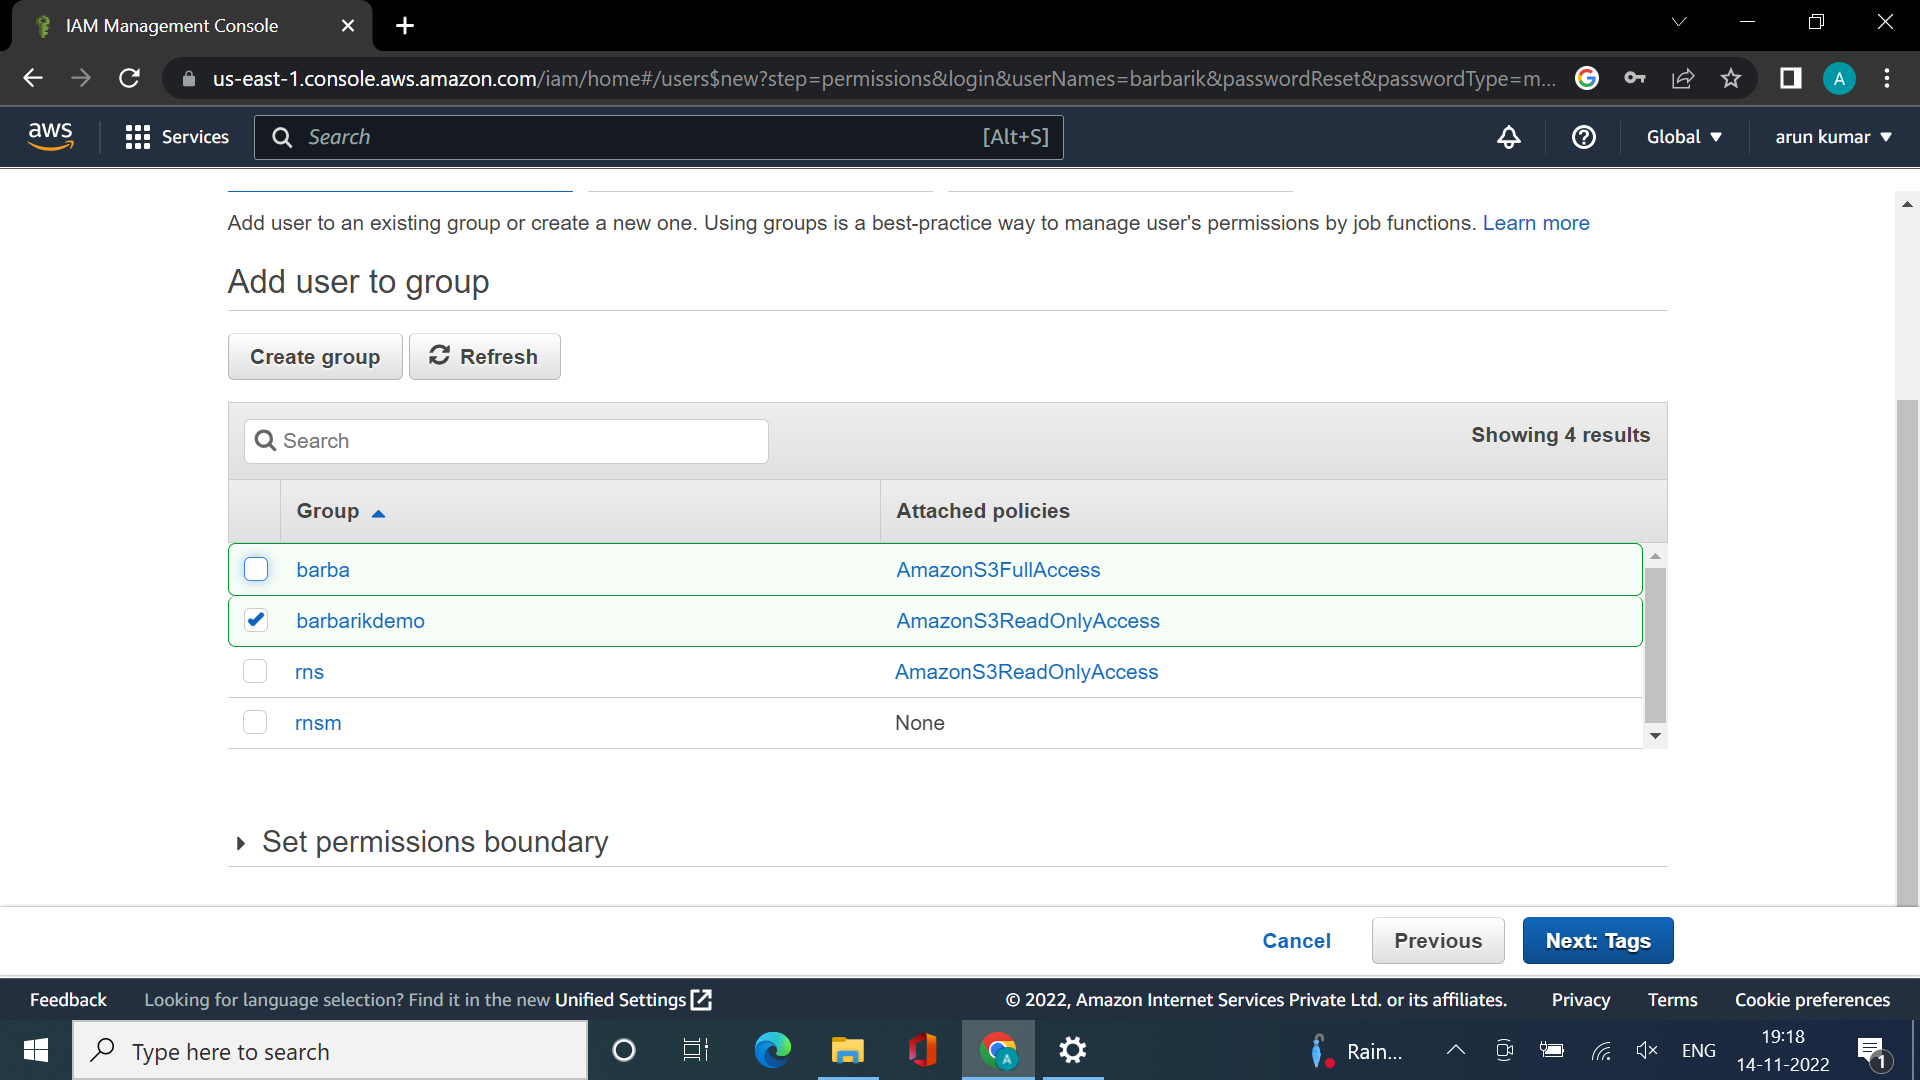 IAM Management Console
us-east-1.console.aws.amazon.com/iam/home#/users$new?step=permissions&login&userNames=barbarik&passwordReset&passwordType=m...
A
aws
Services
Search
[Alt+S]
Global
arun kumar
Add user to an existing group or create a new one. Using groups is a best-practice way to manage user's permissions by job functions. Learn more
Add user to group
Create group
Refresh
Search
Showing 4 results
Group
Attached policies
barba
AmazonS3FullAccess
barbarikdemo
AmazonS3ReadOnlyAccess
rns
AmazonS3ReadOnlyAccess
rnsm
None
Set permissions boundary
Cancel
Previous
Next: Tags
Feedback
Looking for language selection? Find it in the new Unified Settings
© 2022, Amazon Internet Services Private Ltd. or its affiliates.
Privacy
Terms
Cookie preferences
Type here to search
A
Rain...
ENG
19:18
14-11-2022
1